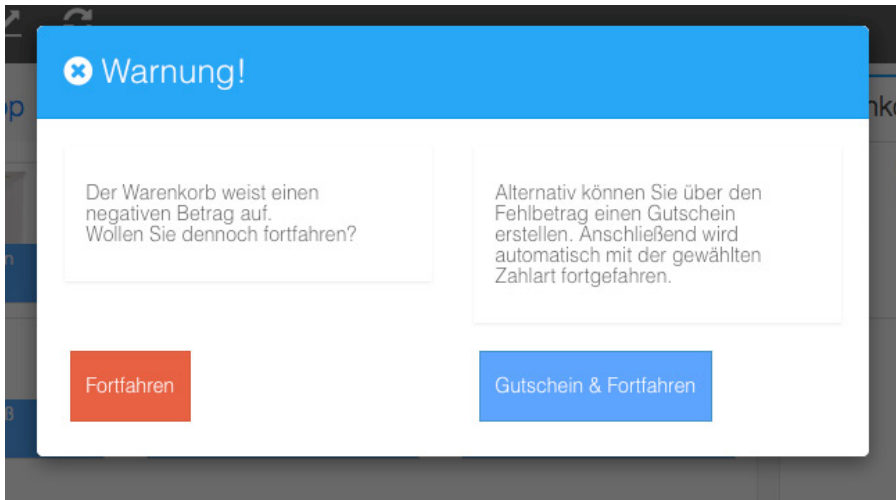 Warnung!
Der Warenkorb weist einen
negativen Betrag auf.
Wollen Sie dennoch fortfahren?
Alternativ können Sie über den
Fehlbetrag einen Gutschein
erstellen. Anschließend wird
automatisch mit der gewählten
Zahlart fortgefahren.
Fortfahren
Gutschein & Fortfahren